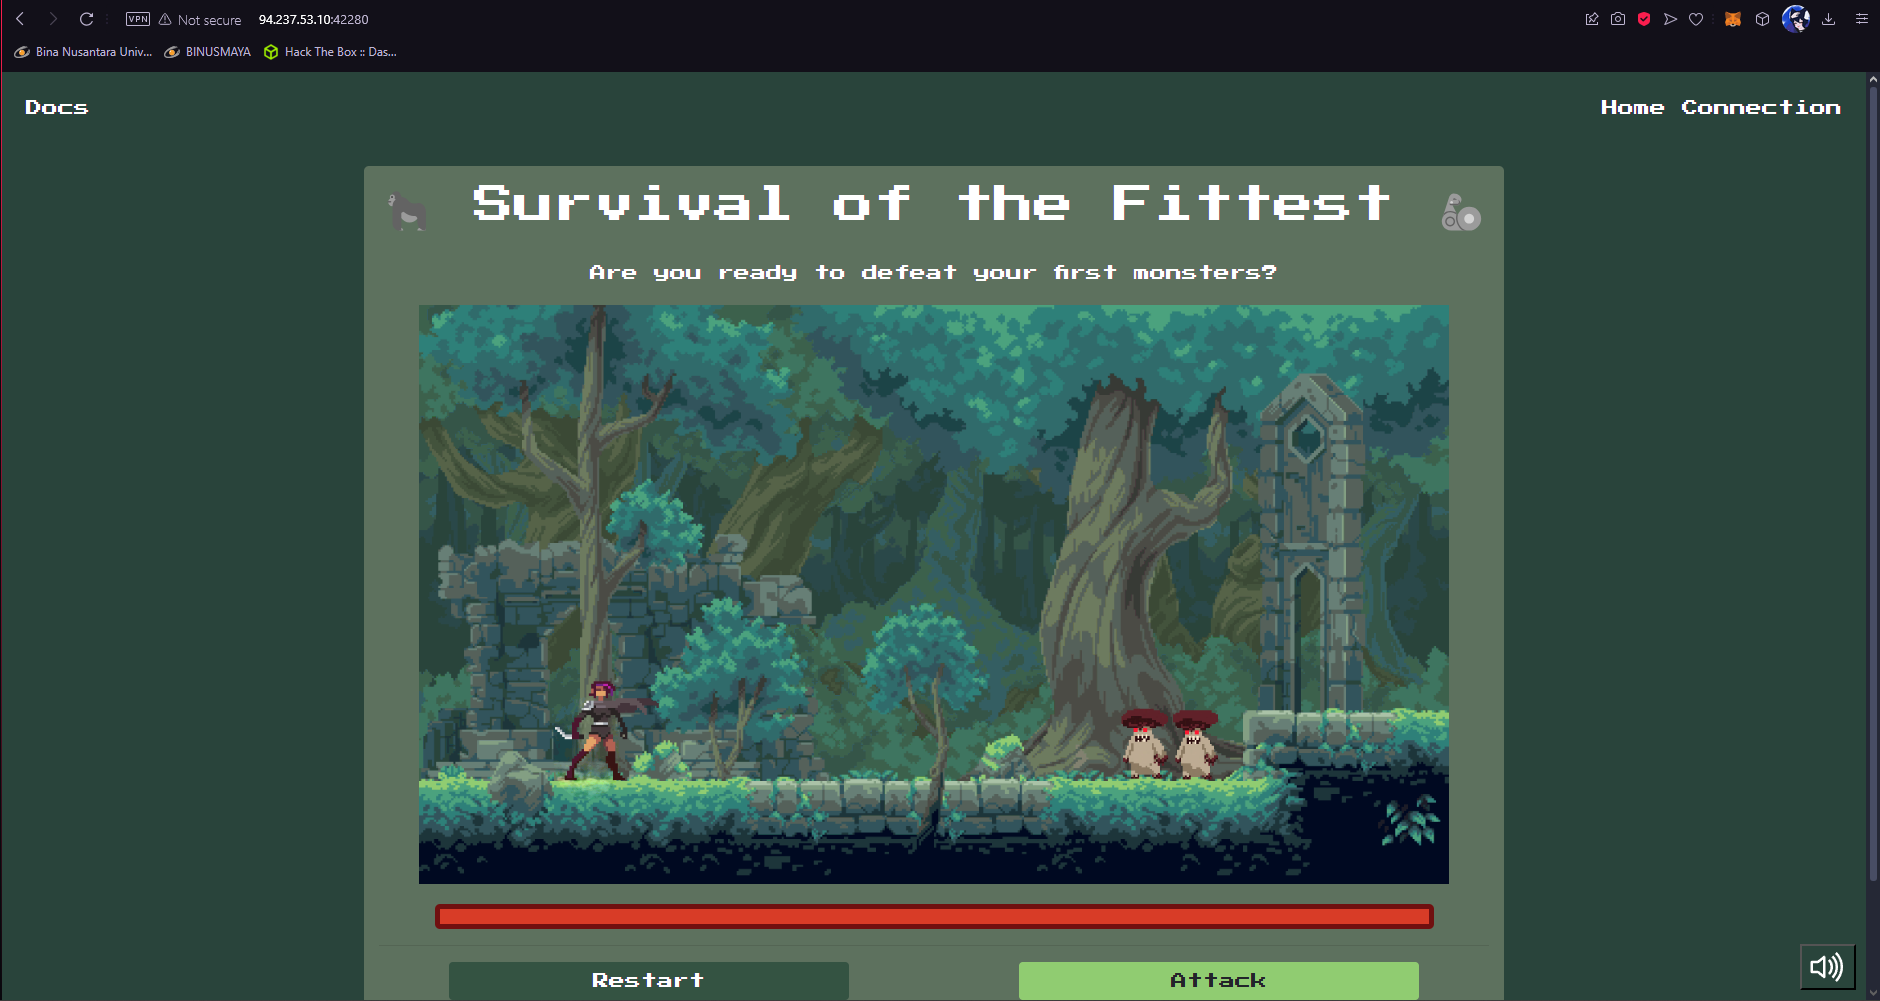 VPN Not secure 94.237.53.10:42280
Bina Nusantara Univ... BINUSMAYA Hack The Box :: Das...
Docs Home Connection
Survival of the Fittest
Are you ready to defeat your first monsters?
Restart Attack